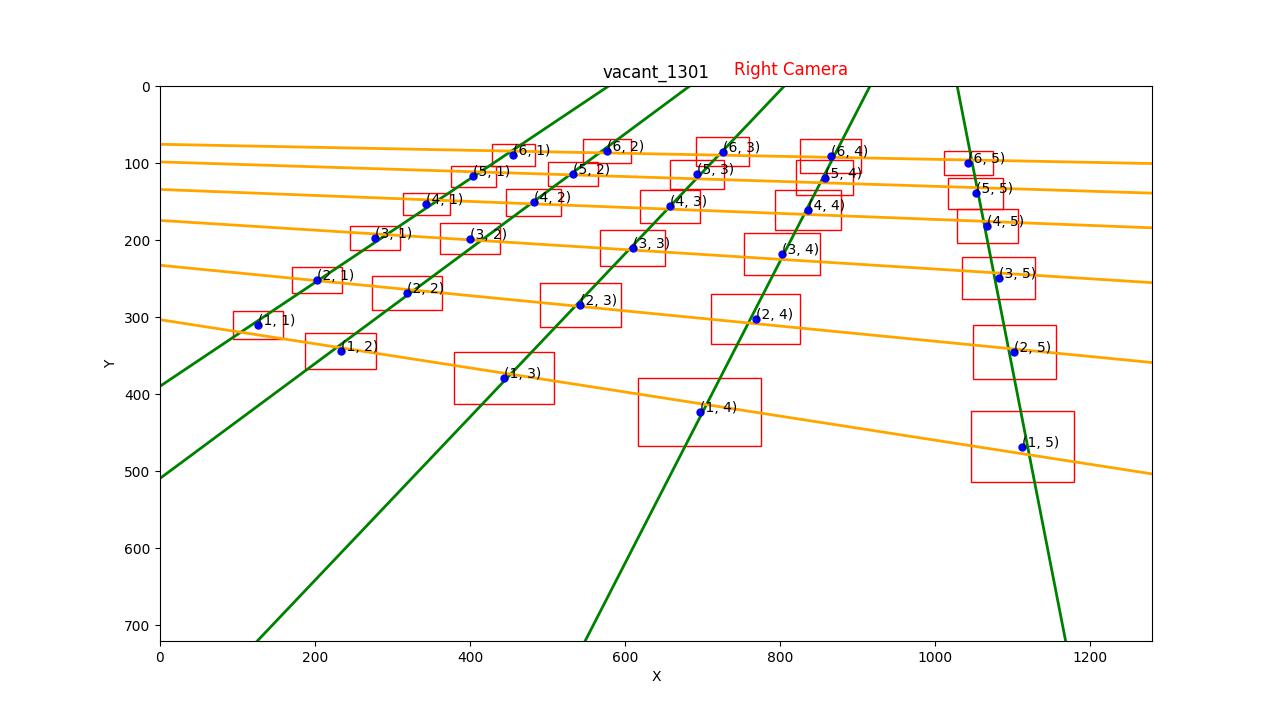 vacant_1301 Right Camera
0
100
200
300
400
500
600
700
Y
(6, 1) (6, 2) (6, 3) (6, 4) (6, 5)
(5, 1) (5, 2) (5, 3) (5, 4) (5, 5)
(4, 1) (4, 2) (4, 3) (4, 4) (4, 5)
(3, 1) (3, 2) (3, 3) (3, 4) (3, 5)
(2, 1) (2, 2) (2, 3) (2, 4) (2, 5)
(1, 1) (1, 2) (1, 3) (1, 4) (1, 5)
0 200 400 600 800 1000 1200
X